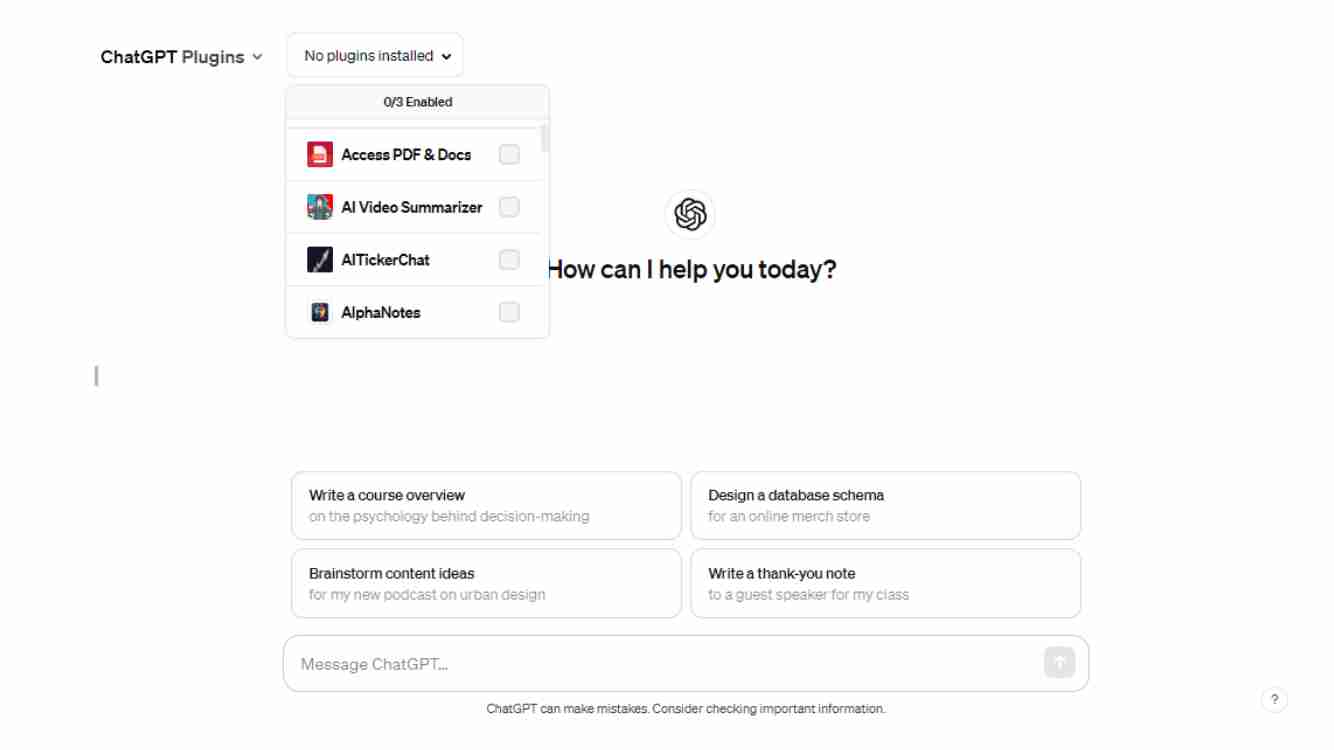 ChatGPT Plugins
No plugins installed
0/3 Enabled
Access PDF & Docs
AI Video Summarizer
AITickerChat
AlphaNotes
How can I help you today?
Write a course overview
on the psychology behind decision-making
Design a database schema
for an online merch store
Brainstorm content ideas
for my new podcast on urban design
Write a thank-you note
to a guest speaker for my class
Message ChatGPT...
ChatGPT can make mistakes. Consider checking important information.
?